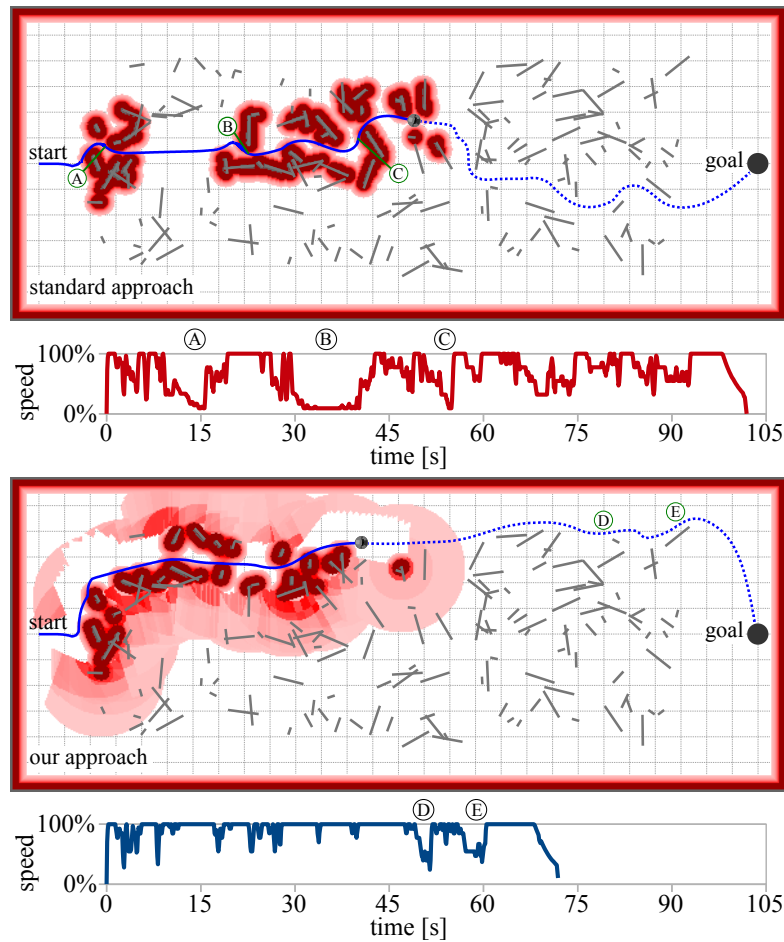 B
start
A
C
goal
standard approach
A B C
100%
speed
0%
0 15 30 45 60 75 90 105
time [s]
D E
start
goal
our approach
D E
100%
speed
0%
0 15 30 45 60 75 90 105
time [s]